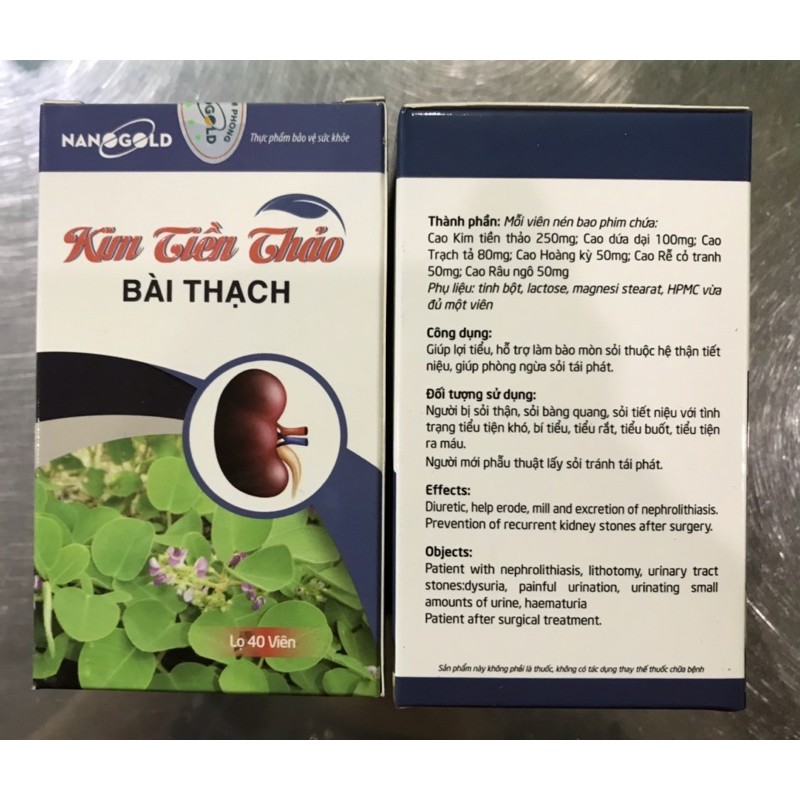 NANOGOLD
PHONG
OGOLD
Thực phẩm bảo vệ sức khỏe
Kim Tiền Thảo
BÀI THẠCH
Lọ 40 Viên
Thành phần: Mỗi viên nén bao phim chứa:
Cao Kim tiền thảo 250mg; Cao dứa dại 100mg; Cao
Trạch tả 80mg; Cao Hoàng kỳ 50mg; Cao Rễ cỏ tranh
50mg; Cao Râu ngô 50mg
Phụ liệu: tinh bột, lactose, magnesi stearat, HPMC vừa
đủ một viên
Công dụng:
Giúp lợi tiểu, hỗ trợ làm bào mòn sỏi thuộc hệ thận tiết
niệu, giúp phòng ngừa sỏi tái phát.
Đối tượng sử dụng:
Người bị sỏi thận, sỏi bàng quang, sỏi tiết niệu với tình
trạng tiểu tiện khó, bí tiểu, tiểu rắt, tiểu buốt, tiểu tiện
ra máu.
Người mới phẫu thuật lấy sỏi tránh tái phát.
Effects:
Diuretic, help erode, mill and excretion of nephrolithiasis.
Prevention of recurrent kidney stones after surgery.
Objects:
Patient with nephrolithiasis, lithotomy, urinary tract
stones:dysuria, painful urination, urinating small
amounts of urine, haematuria
Patient after surgical treatment.
Sản phẩm này không phải là thuốc, không có tác dụng thay thế thuốc chữa bệnh